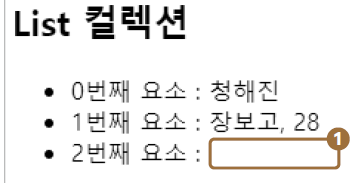 List 컬렉션
• 0번째 요소 : 청해진
• 1번째 요소 : 장보고, 28
• 2번째 요소 :
1